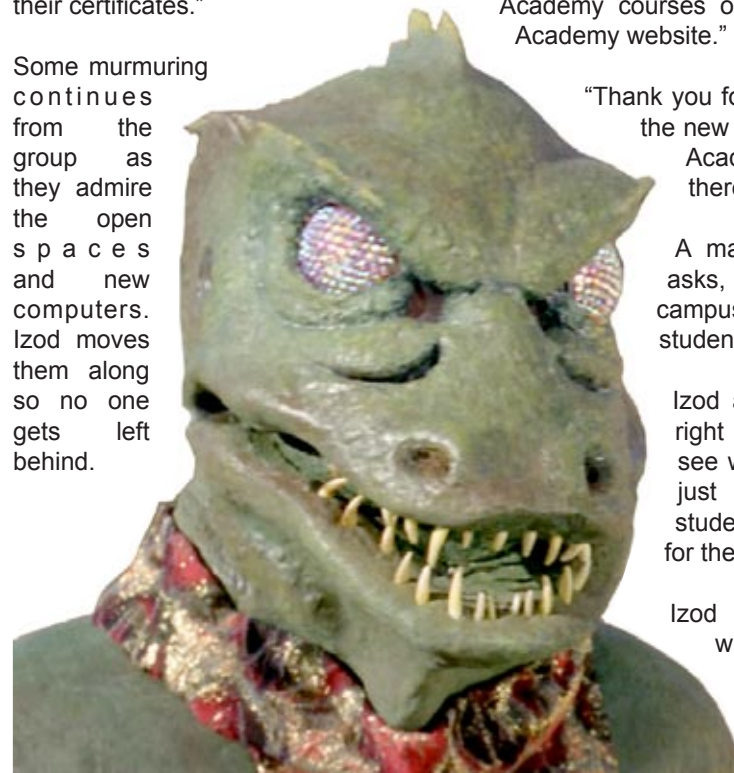 their certificates.”
Some murmuring
continues
from the
group as
they admire
the open
spaces
and new
computers.
Izod moves
them along
so no one
gets left
behind.
Academy courses o
Academy website.”
“Thank you fo
the new
Acad
there
A ma
asks,
campus
student
Izod a
right
see w
just
stude
for the
Izod
w